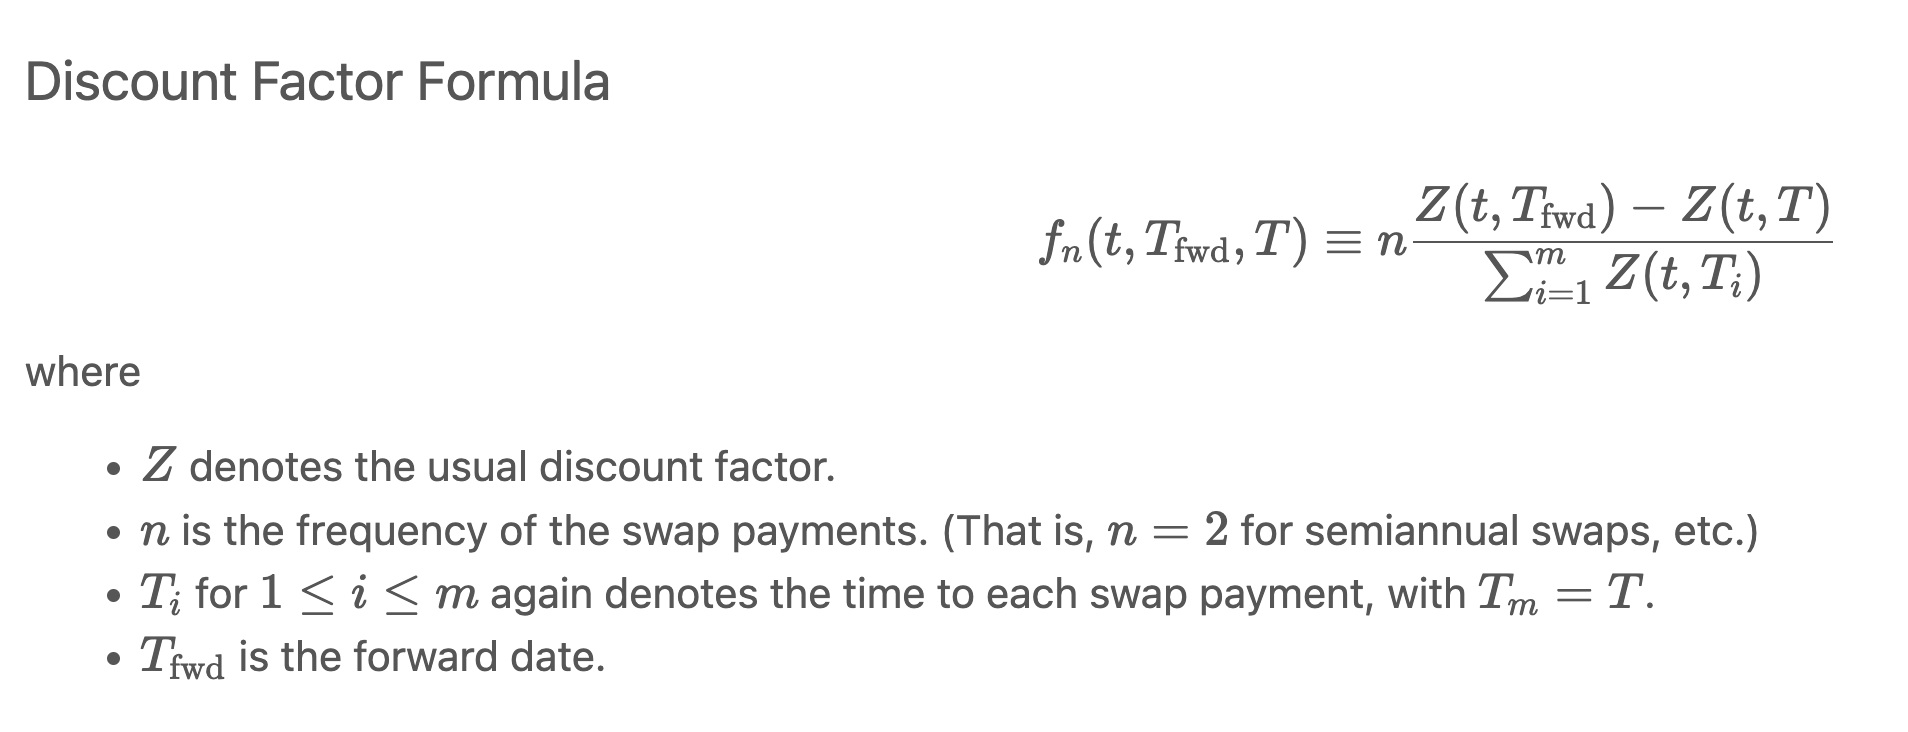 Discount Factor Formula
$$f_n(t, T_{\text{fwd}}, T) \equiv n \frac{Z(t, T_{\text{fwd}}) - Z(t, T)}{\sum_{i=1}^{m} Z(t, T_i)}$$
where
• $Z$ denotes the usual discount factor.
• $n$ is the frequency of the swap payments. (That is, $n = 2$ for semiannual swaps, etc.)
• $T_i$ for $1 \leq i \leq m$ again denotes the time to each swap payment, with $T_m = T$.
• $T_{\text{fwd}}$ is the forward date.